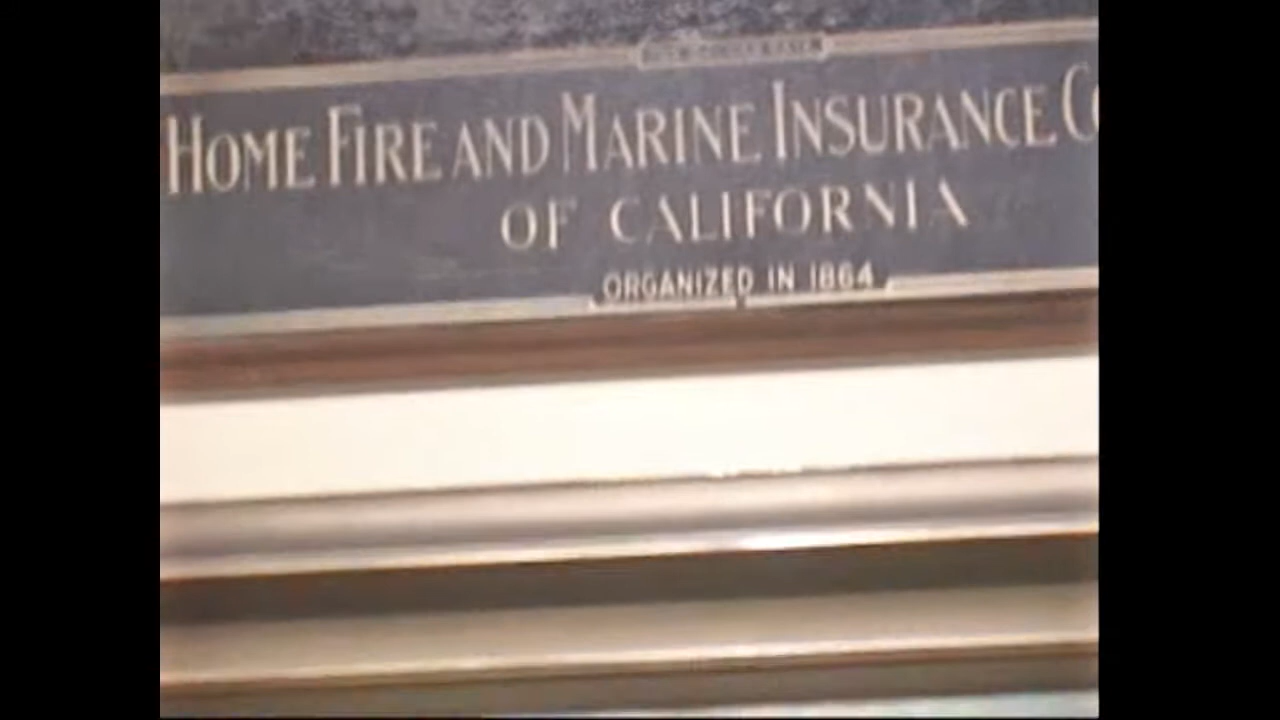 HOME FIRE AND MARINE INSURANCE CO
OF CALIFORNIA
ORGANIZED IN 1864